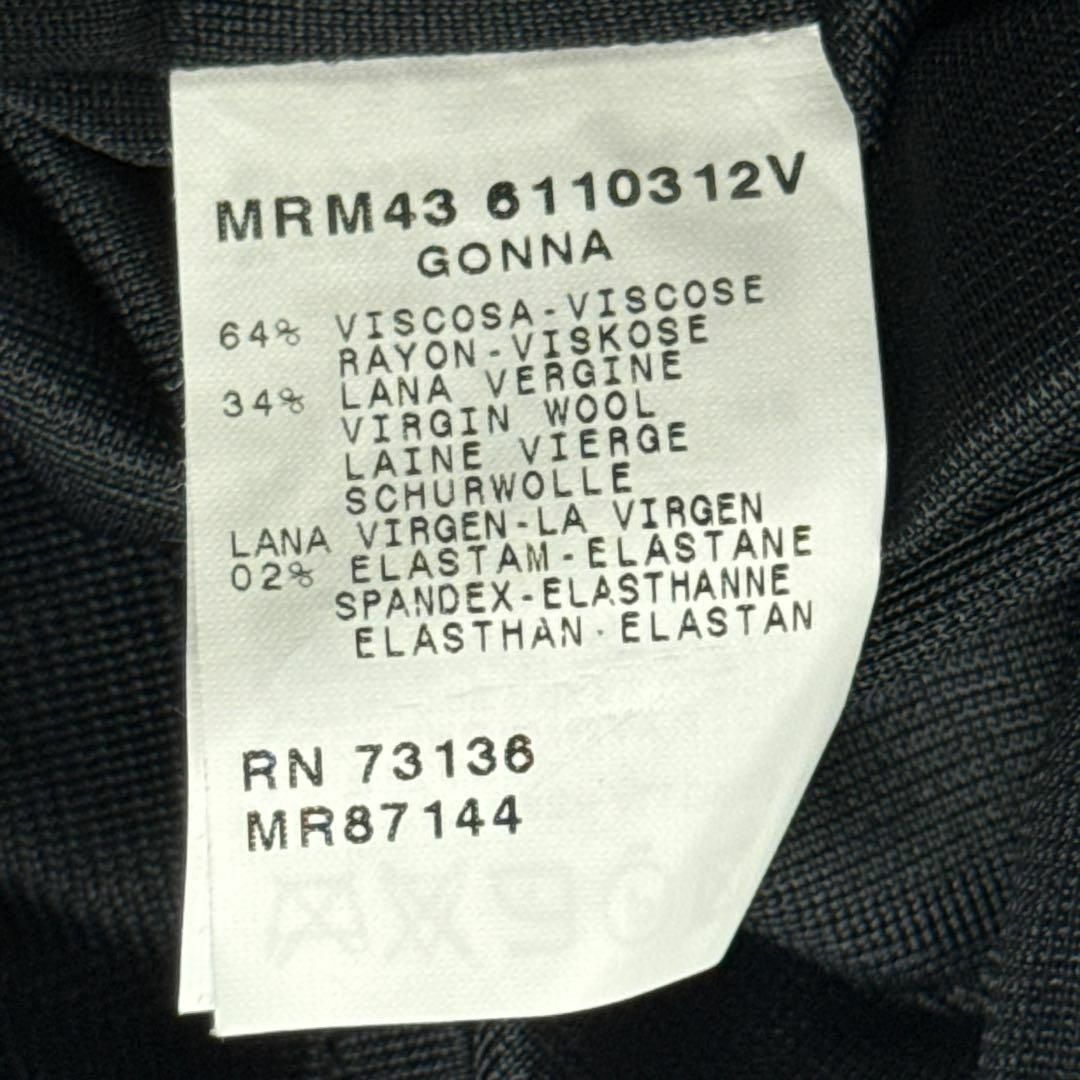 MRM43 6110312V
GONNA
64% VISCOSA-VISCOSE
RAYON-VISKOSE
34% LANA VERGINE
VIRGIN WOOL
LAINE VIERGE
SCHURWOLLE
LANA VIRGEN-LA VIRGEN
02% ELASTAM-ELASTANE
SPANDEX-ELASTHANNE
ELASTHAN-ELASTAN
RN 73136
MR87144